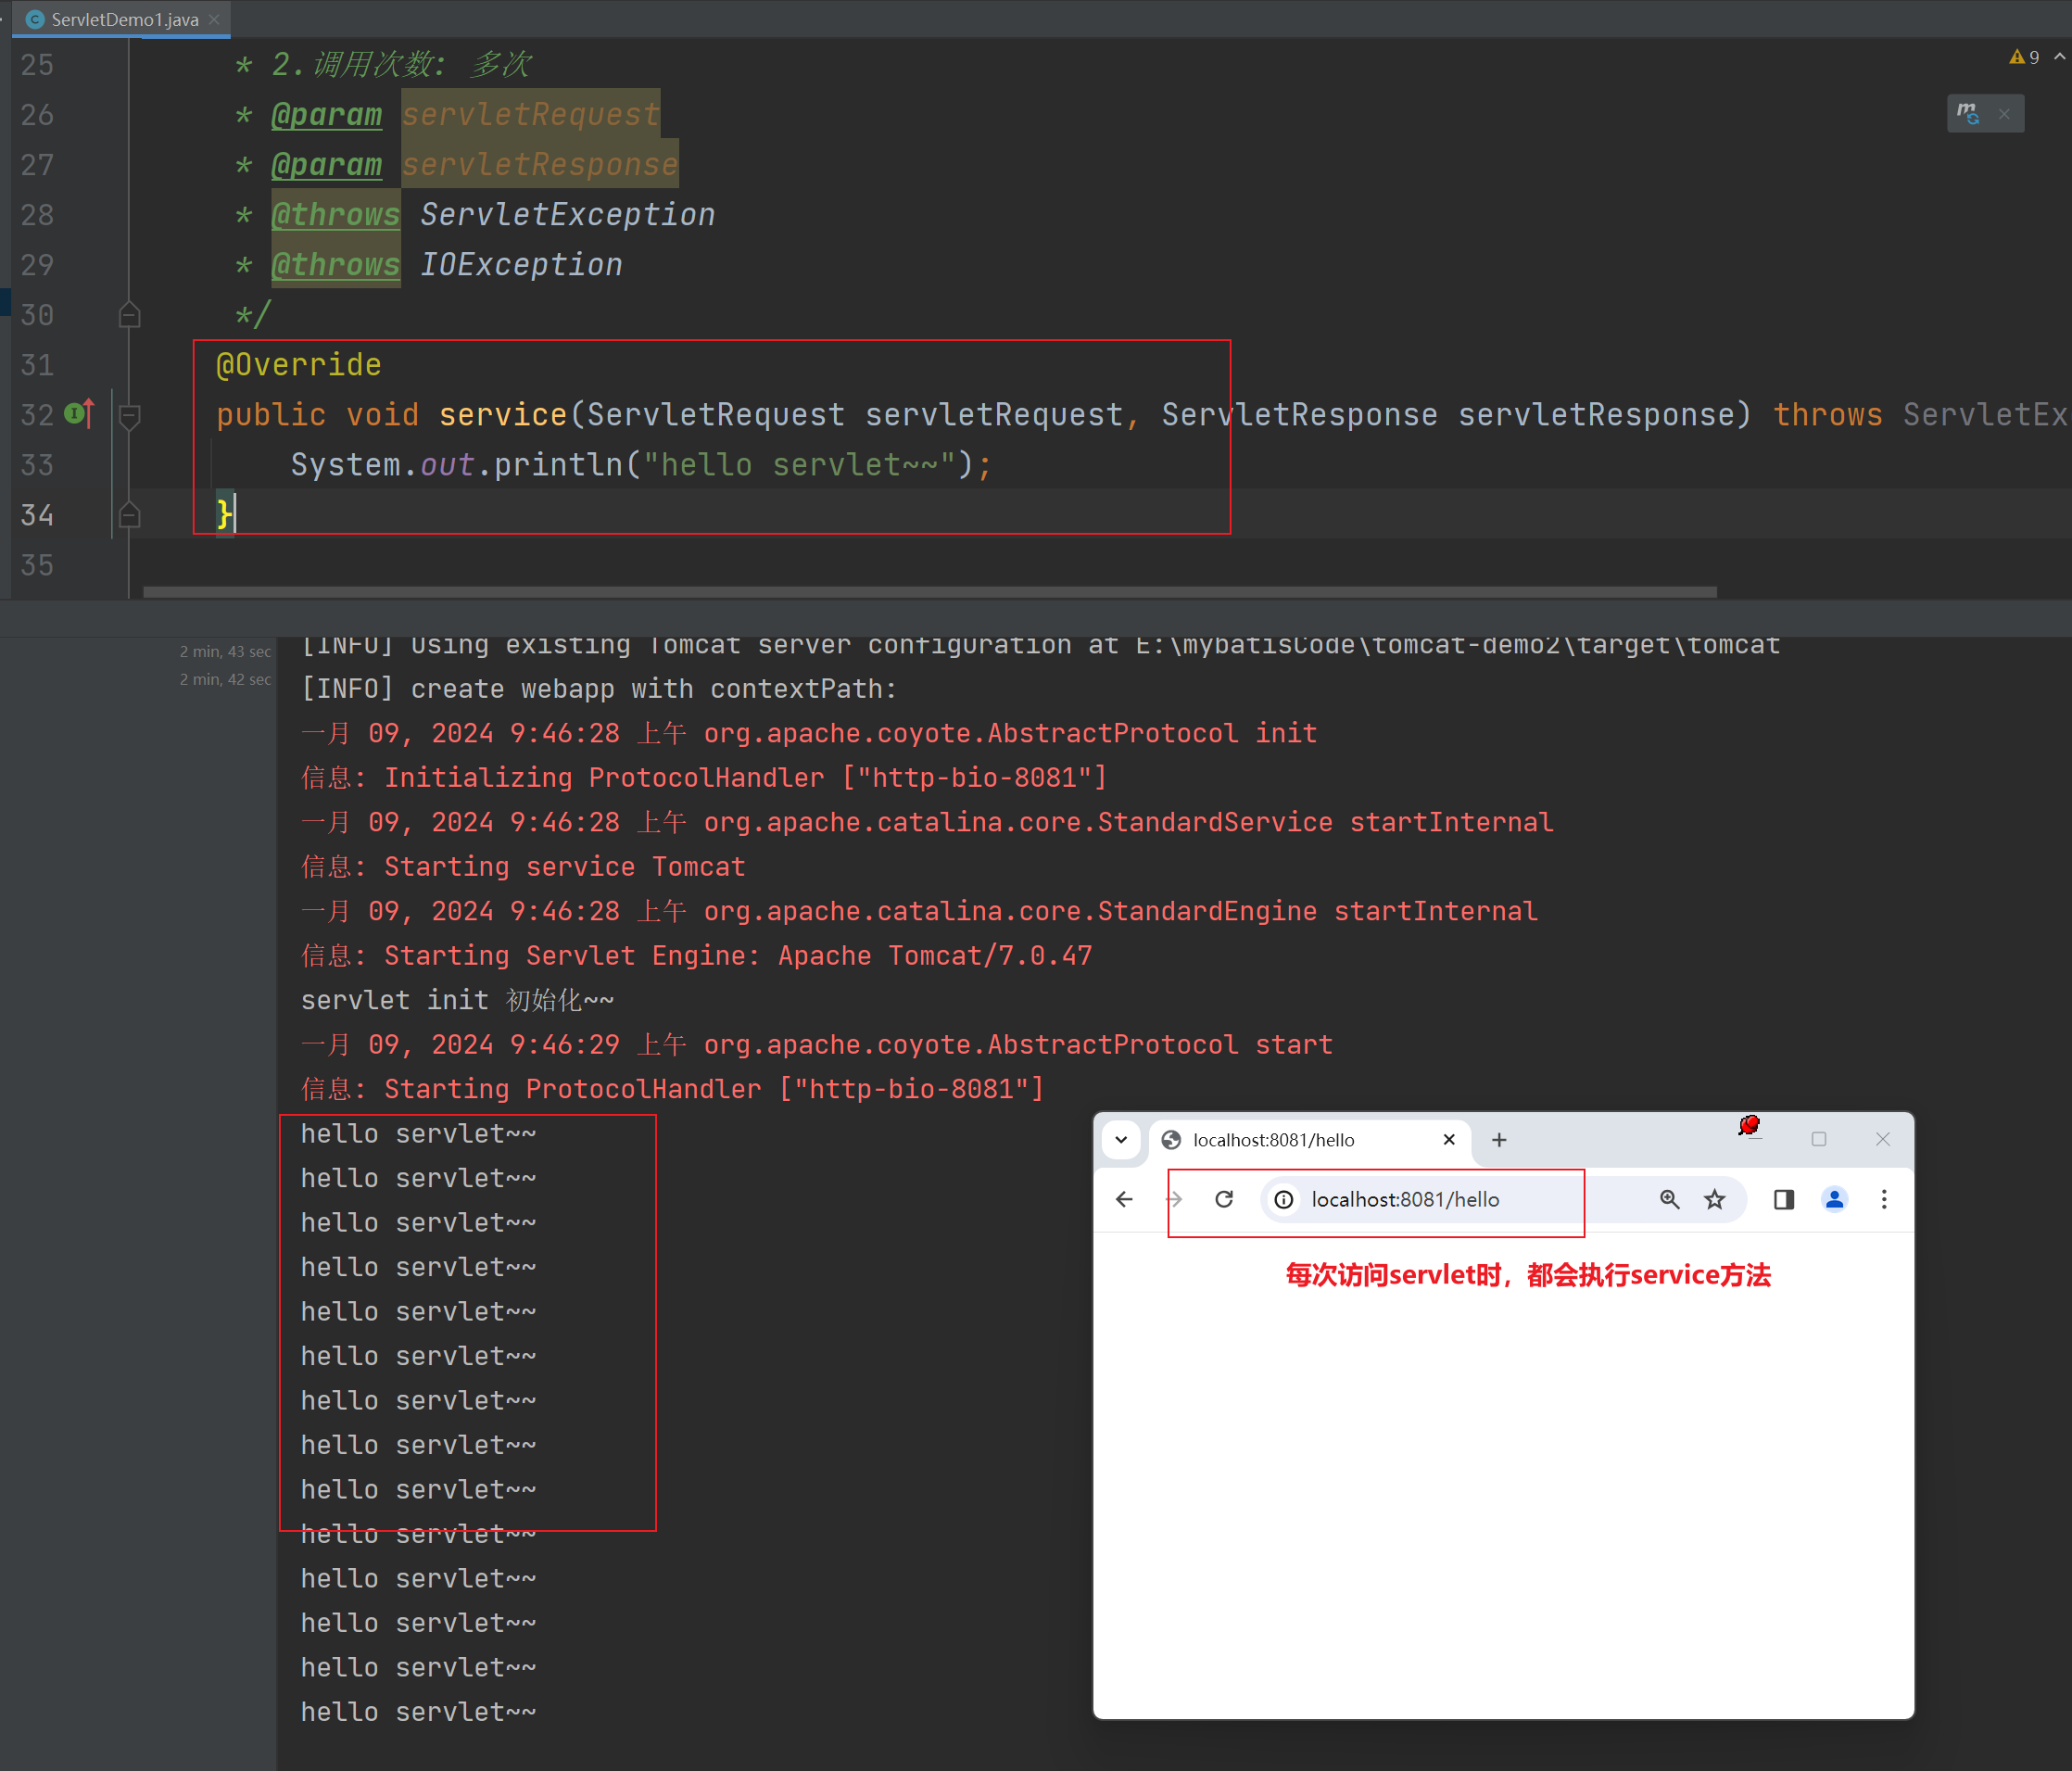 ServletDemo1.java
25 * 2.调用次数: 多次
9
26 * @param servletRequest
27 * @param servletResponse
28 * @throws ServletException
29 * @throws IOException
30 */
31 @Override
32 public void service(ServletRequest servletRequest, ServletResponse servletResponse) throws ServletEx
33 System.out.println("hello servlet~~");
34 }
35
2 min, 43 sec
2 min, 42 sec
[INFO] Using existing Tomcat server configuration at E:\mybatisCode\tomcat-demo2\target\tomcat
[INFO] create webapp with contextPath:
一月 09, 2024 9:46:28 上午 org.apache.coyote.AbstractProtocol init
信息: Initializing ProtocolHandler ["http-bio-8081"]
一月 09, 2024 9:46:28 上午 org.apache.catalina.core.StandardService startInternal
信息: Starting service Tomcat
一月 09, 2024 9:46:28 上午 org.apache.catalina.core.StandardEngine startInternal
信息: Starting Servlet Engine: Apache Tomcat/7.0.47
servlet init 初始化~~
一月 09, 2024 9:46:29 上午 org.apache.coyote.AbstractProtocol start
信息: Starting ProtocolHandler ["http-bio-8081"]
hello servlet~~
hello servlet~~
hello servlet~~
hello servlet~~
hello servlet~~
hello servlet~~
hello servlet~~
hello servlet~~
hello servlet~~
hello servlet~~
hello servlet~~
hello servlet~~
hello servlet~~
hello servlet~~
localhost:8081/hello
localhost:8081/hello
每次访问servlet时，都会执行service方法